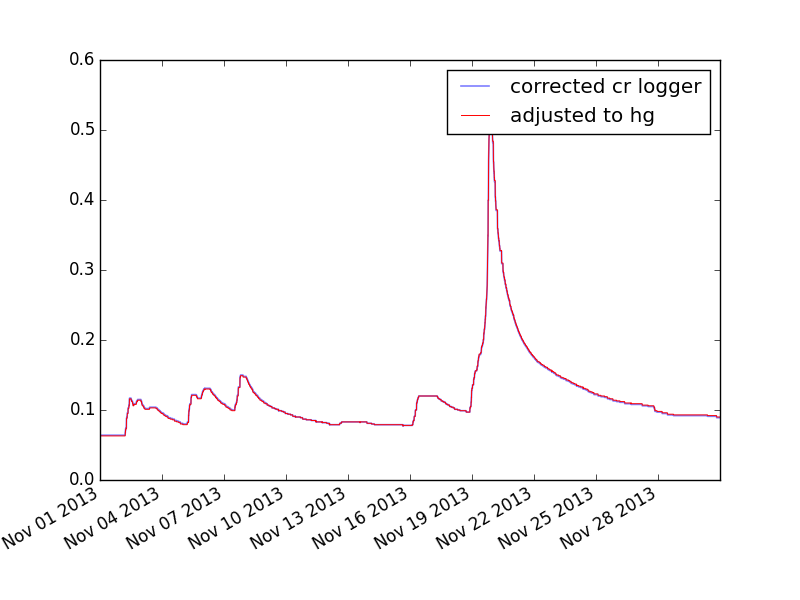 0.6
0.5
0.4
0.3
0.2
0.1
0.0
corrected cr logger
adjusted to hg
Nov 01 2013
Nov 04 2013
Nov 07 2013
Nov 10 2013
Nov 13 2013
Nov 16 2013
Nov 19 2013
Nov 22 2013
Nov 25 2013
Nov 28 2013